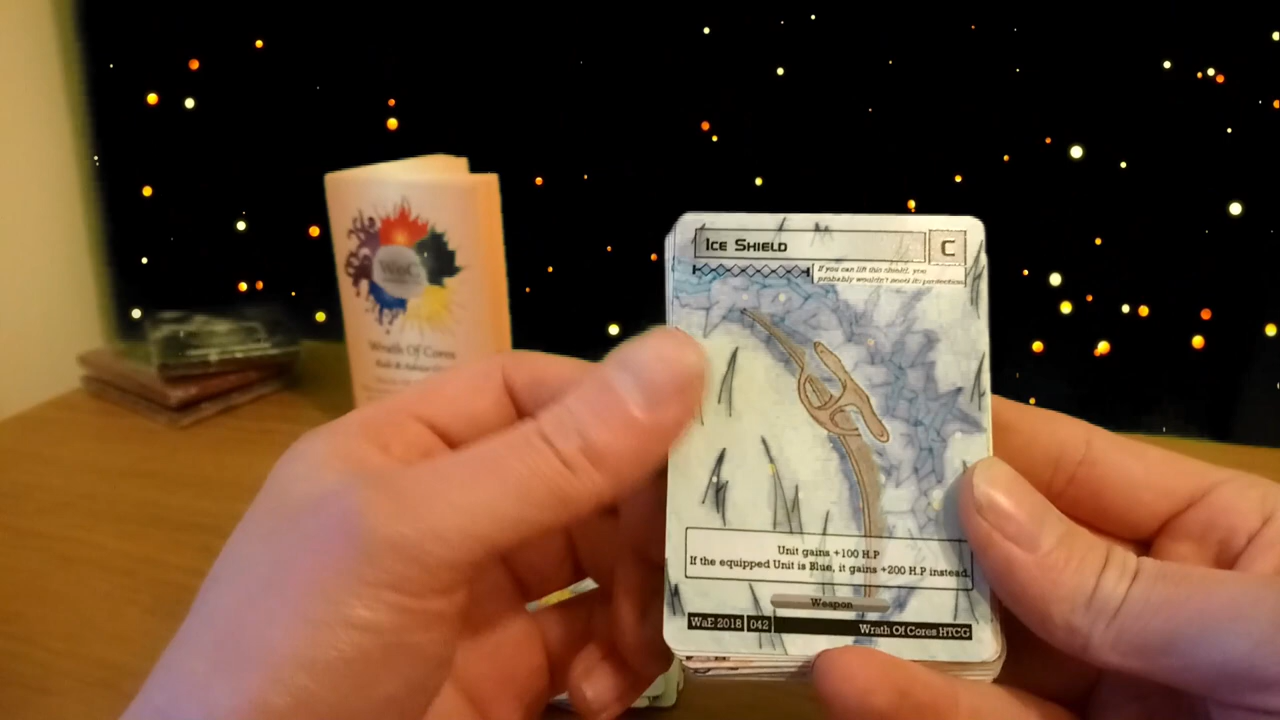 Ice Shield
C
If you can lift this shield, you
probably wouldn't need its protection.
Unit gains +100 H.P
If the equipped Unit is Blue, it gains +200 H.P instead.
Weapon
WaE 2018 042 Wrath Of Cores HTCG
WoC
Wrath Of Cores